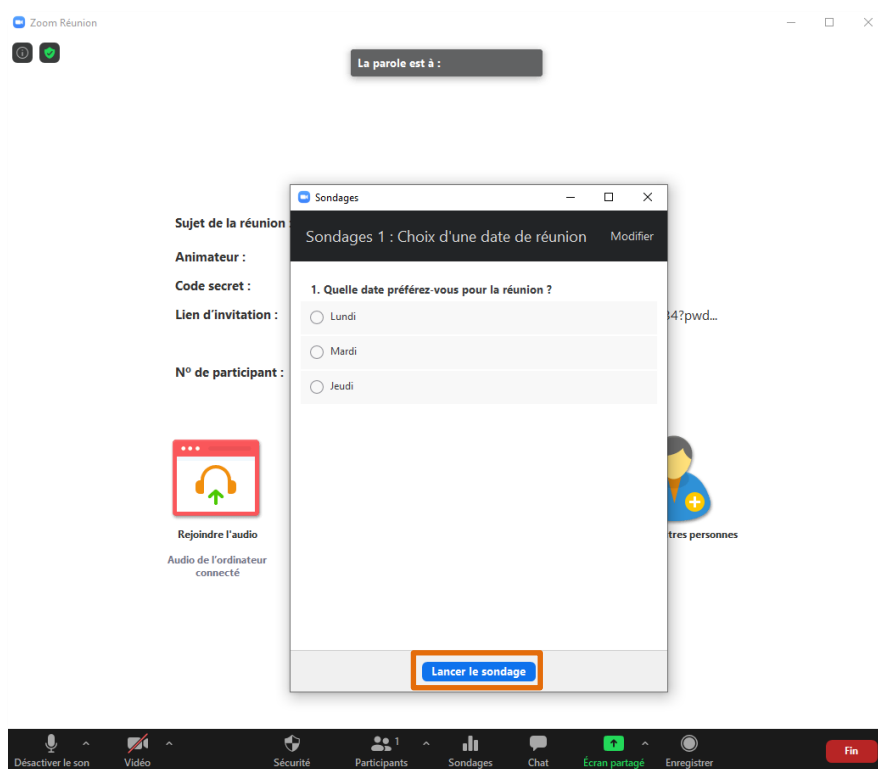 Zoom Réunion
La parole est à :
Sondages
Sondages 1 : Choix d'une date de réunion Modifier
1. Quelle date préférez-vous pour la réunion ?
Lundi
Mardi
Jeudi
Lancer le sondage
Sujet de la réunion :
Animateur :
Code secret :
Lien d'invitation :
34?pwd...
Nº de participant :
Rejoindre l'audio
Audio de l'ordinateur
connecté
tres personnes
Désactiver le son
Vidéo
Sécurité
1
Participants
Sondages
Chat
Écran partagé
Enregistrer
Fin